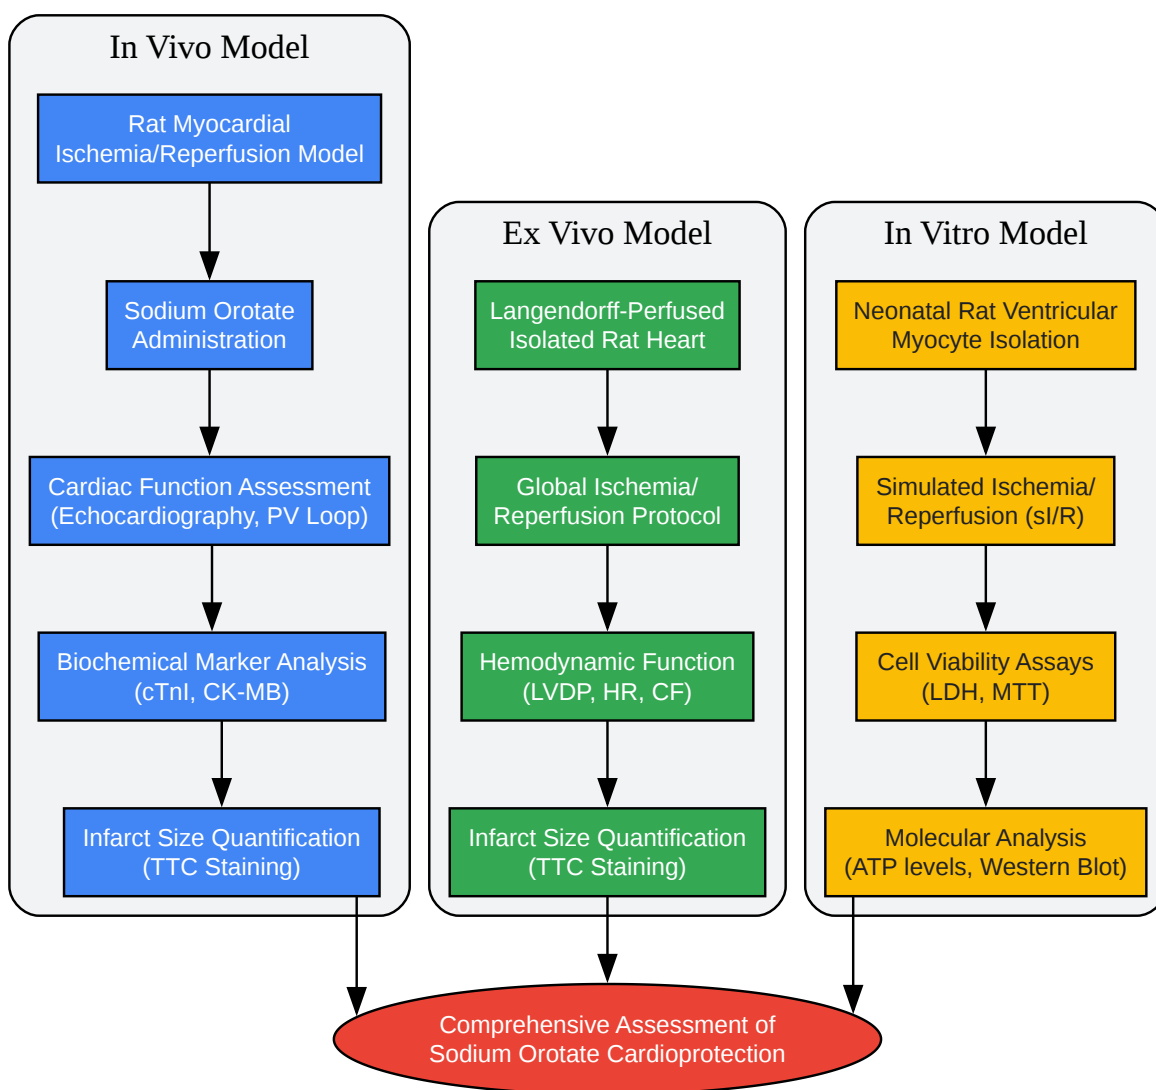 In Vivo Model
Rat Myocardial
Ischemia/Reperfusion Model
Sodium Orotate
Administration
Cardiac Function Assessment
(Echocardiography, PV Loop)
Biochemical Marker Analysis
(cTnI, CK-MB)
Infarct Size Quantification
(TTC Staining)
Ex Vivo Model
Langendorff-Perfused
Isolated Rat Heart
Global Ischemia/
Reperfusion Protocol
Hemodynamic Function
(LVDP, HR, CF)
Infarct Size Quantification
(TTC Staining)
In Vitro Model
Neonatal Rat Ventricular
Myocyte Isolation
Simulated Ischemia/
Reperfusion (sI/R)
Cell Viability Assays
(LDH, MTT)
Molecular Analysis
(ATP levels, Western Blot)
Comprehensive Assessment of
Sodium Orotate Cardioprotection